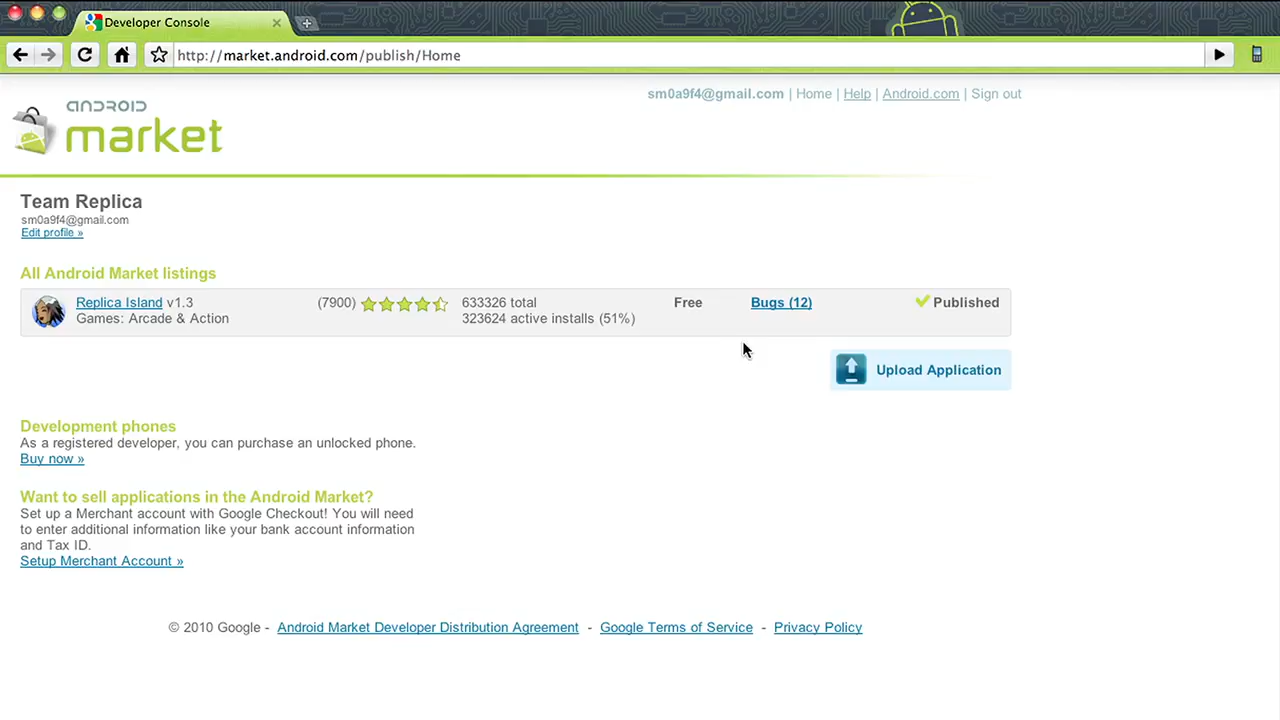 Developer Console
http://market.android.com/publish/Home
sm0a9f4@gmail.com | Home | Help | Android.com | Sign out
android
market
Team Replica
sm0a9f4@gmail.com
Edit profile »
All Android Market listings
Replica Island v1.3 (7900) 633326 total Free Bugs (12) Published
Games: Arcade & Action 323624 active installs (51%)
Upload Application
Development phones
As a registered developer, you can purchase an unlocked phone.
Buy now »
Want to sell applications in the Android Market?
Set up a Merchant account with Google Checkout! You will need
to enter additional information like your bank account information
and Tax ID.
Setup Merchant Account »
© 2010 Google - Android Market Developer Distribution Agreement - Google Terms of Service - Privacy Policy